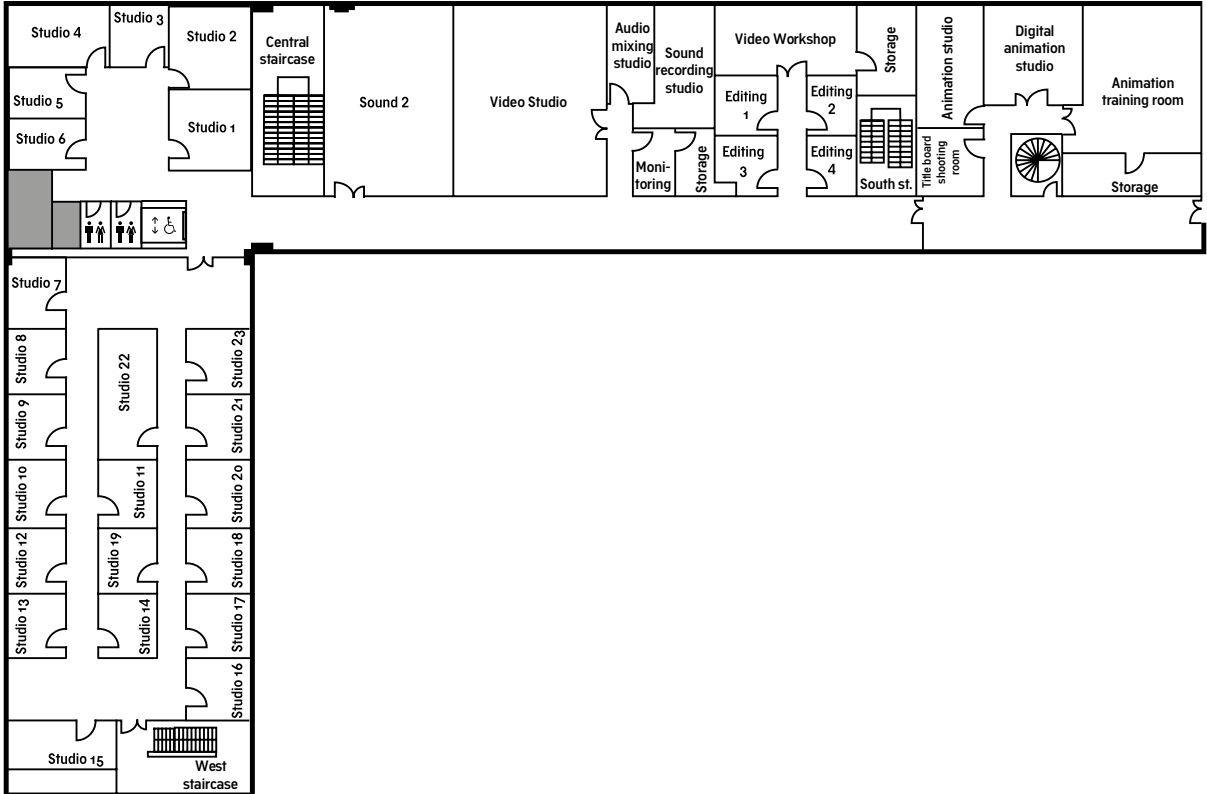 Studio 4
Studio 3
Studio 2
Studio 5
Studio 6
Studio 1
Central
staircase
Sound 2
Video Studio
Audio
mixing
studio
Sound
recording
studio
Moni-
toring
Storage
Video Workshop
Editing
1
Editing
2
Editing
3
Editing
4
Storage
South st.
Animation studio
Title board
shooting
room
Digital
animation
studio
Animation
training room
Storage
Studio 7
Studio 8
Studio 9
Studio 10
Studio 12
Studio 13
Studio 22
Studio 11
Studio 19
Studio 14
Studio 23
Studio 21
Studio 20
Studio 18
Studio 17
Studio 16
Studio 15
West
staircase